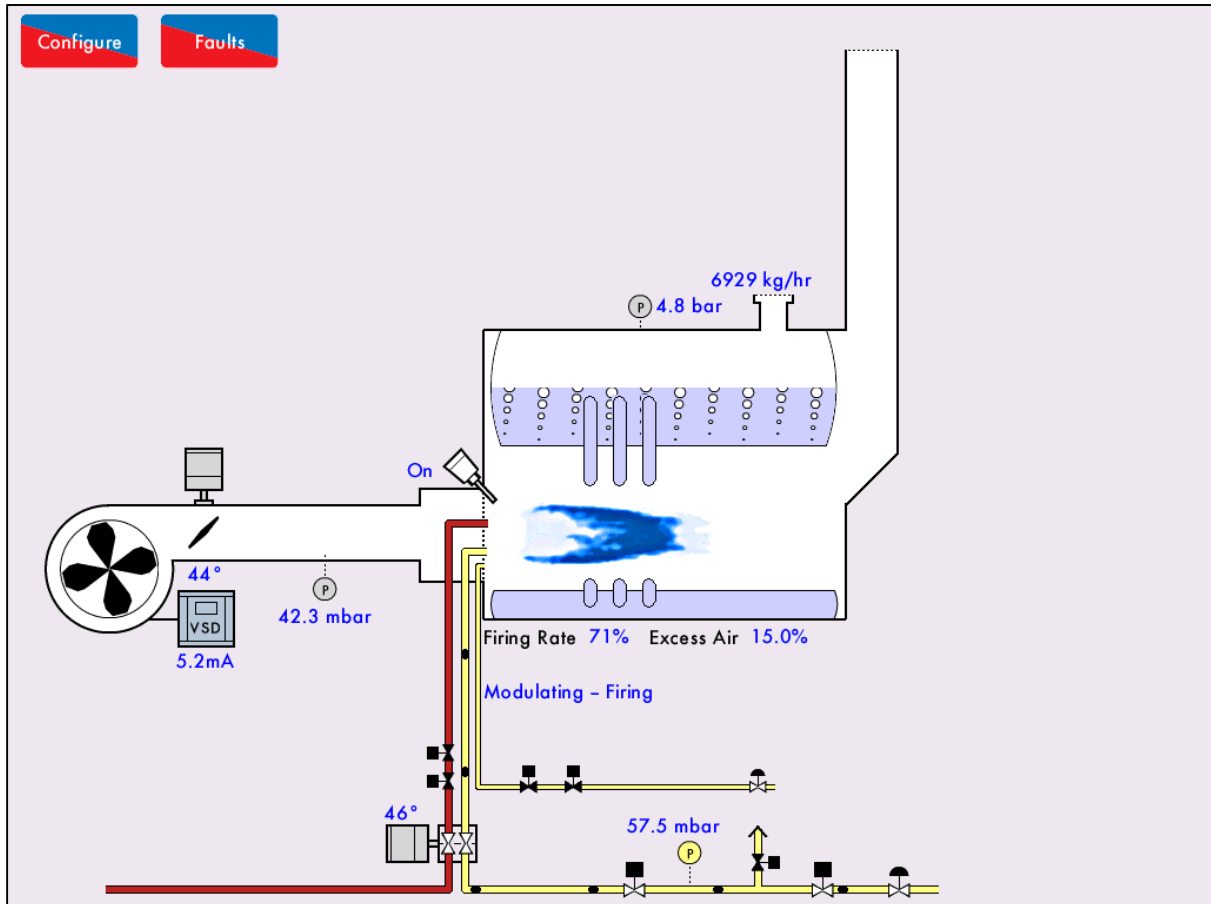 Configure
Faults
6929 kg/hr
P 4.8 bar
On
44°
P
42.3 mbar
VSD
5.2mA
Firing Rate 71% Excess Air 15.0%
Modulating – Firing
46°
57.5 mbar
P